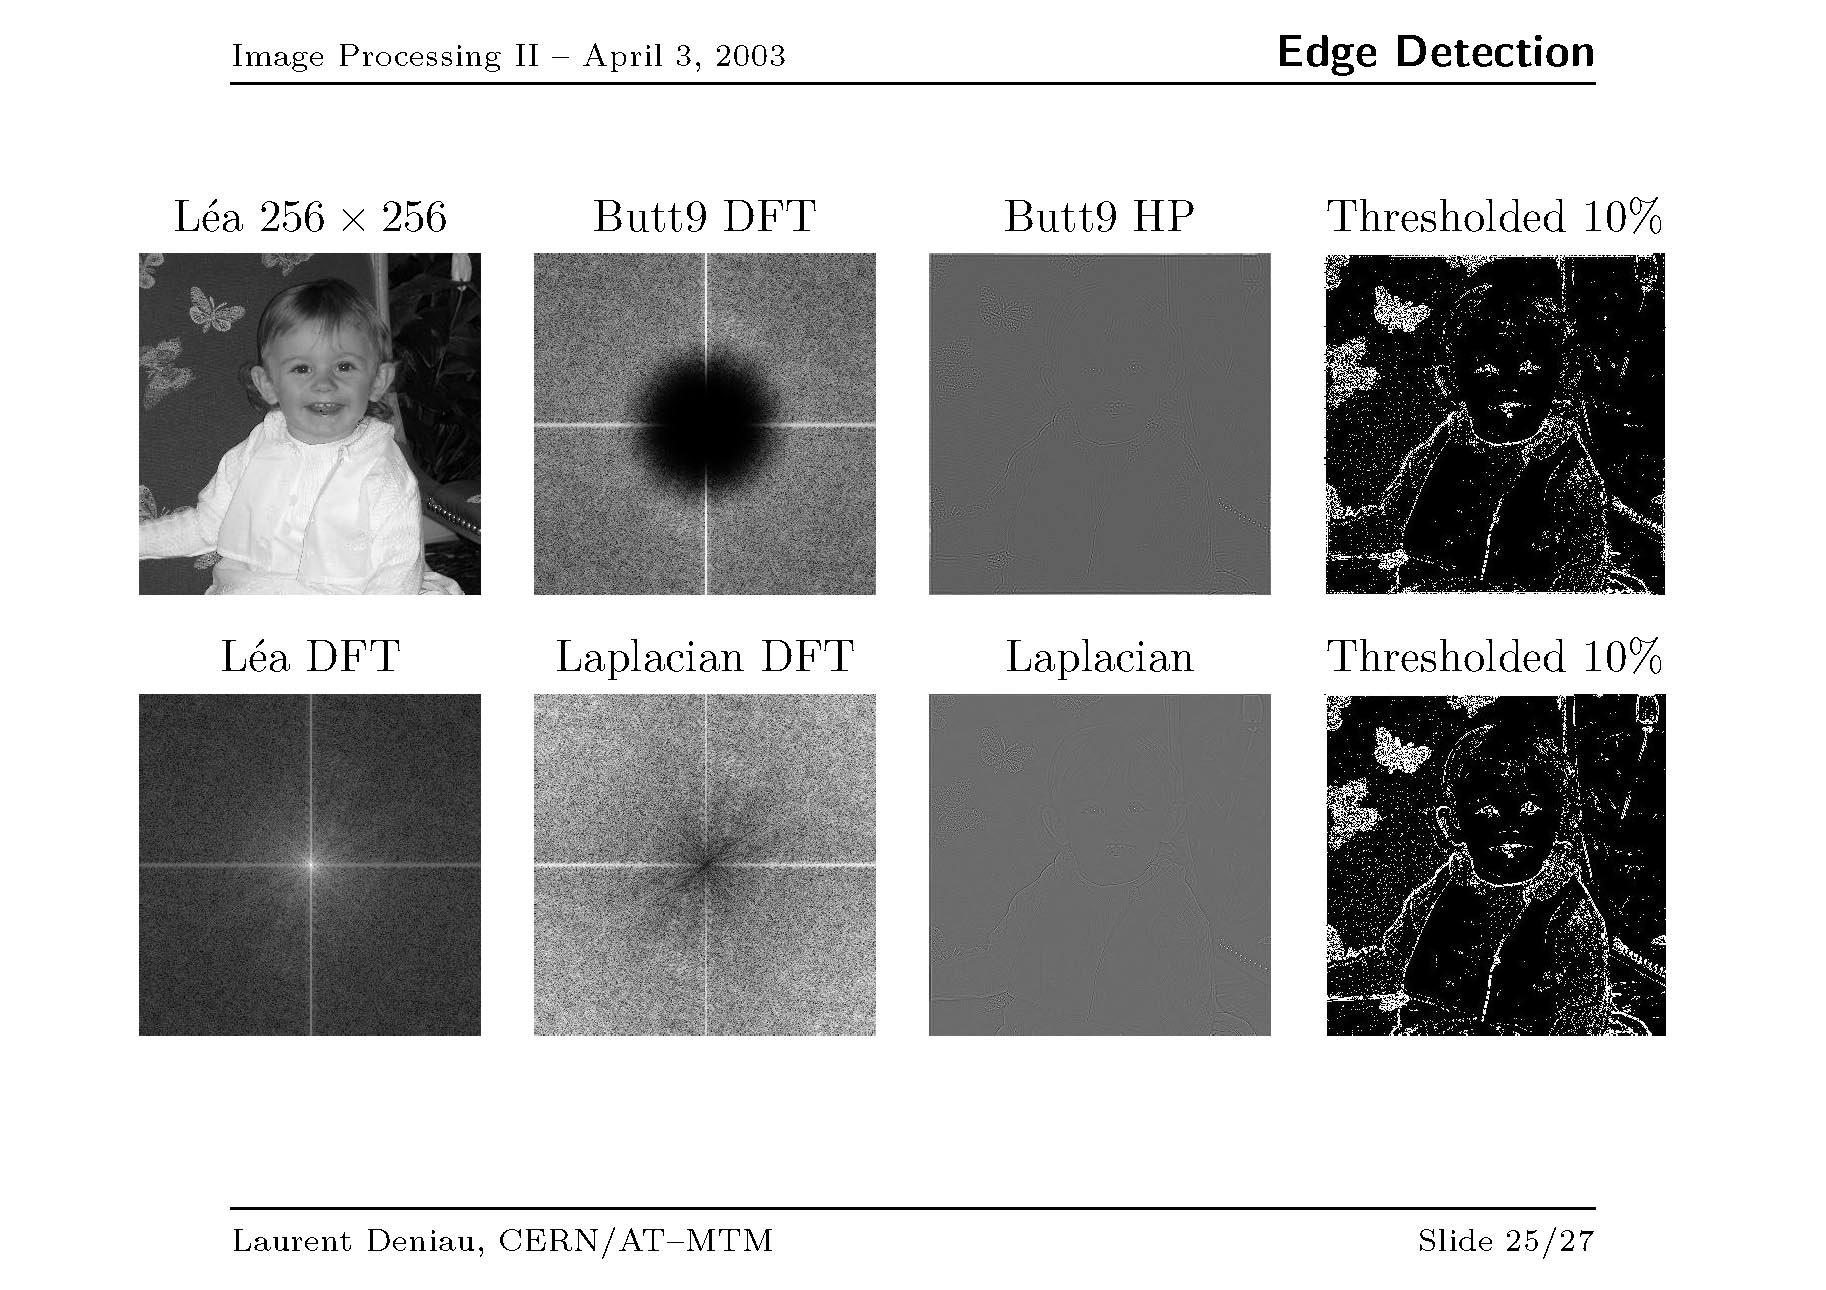 Image Processing II – April 3, 2003
Edge Detection
Léa 256 × 256
Butt9 DFT
Butt9 HP
Thresholded 10%
Léa DFT
Laplacian DFT
Laplacian
Thresholded 10%
Laurent Deniau, CERN/AT–MTM
Slide 25/27